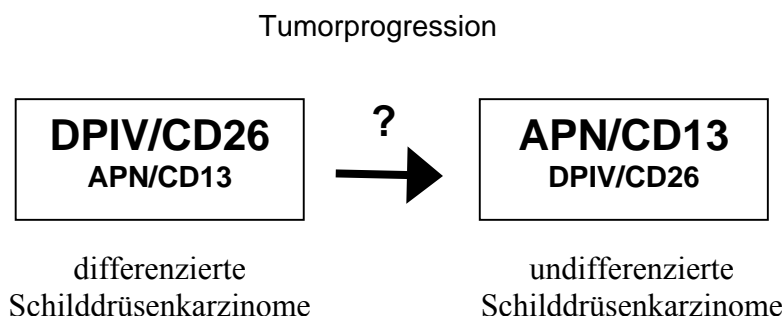 Tumorprogression
DPIV/CD26
APN/CD13
?
APN/CD13
DPIV/CD26
differenzierte
Schilddrüsenkarzinome
undifferenzierte
Schilddrüsenkarzinome